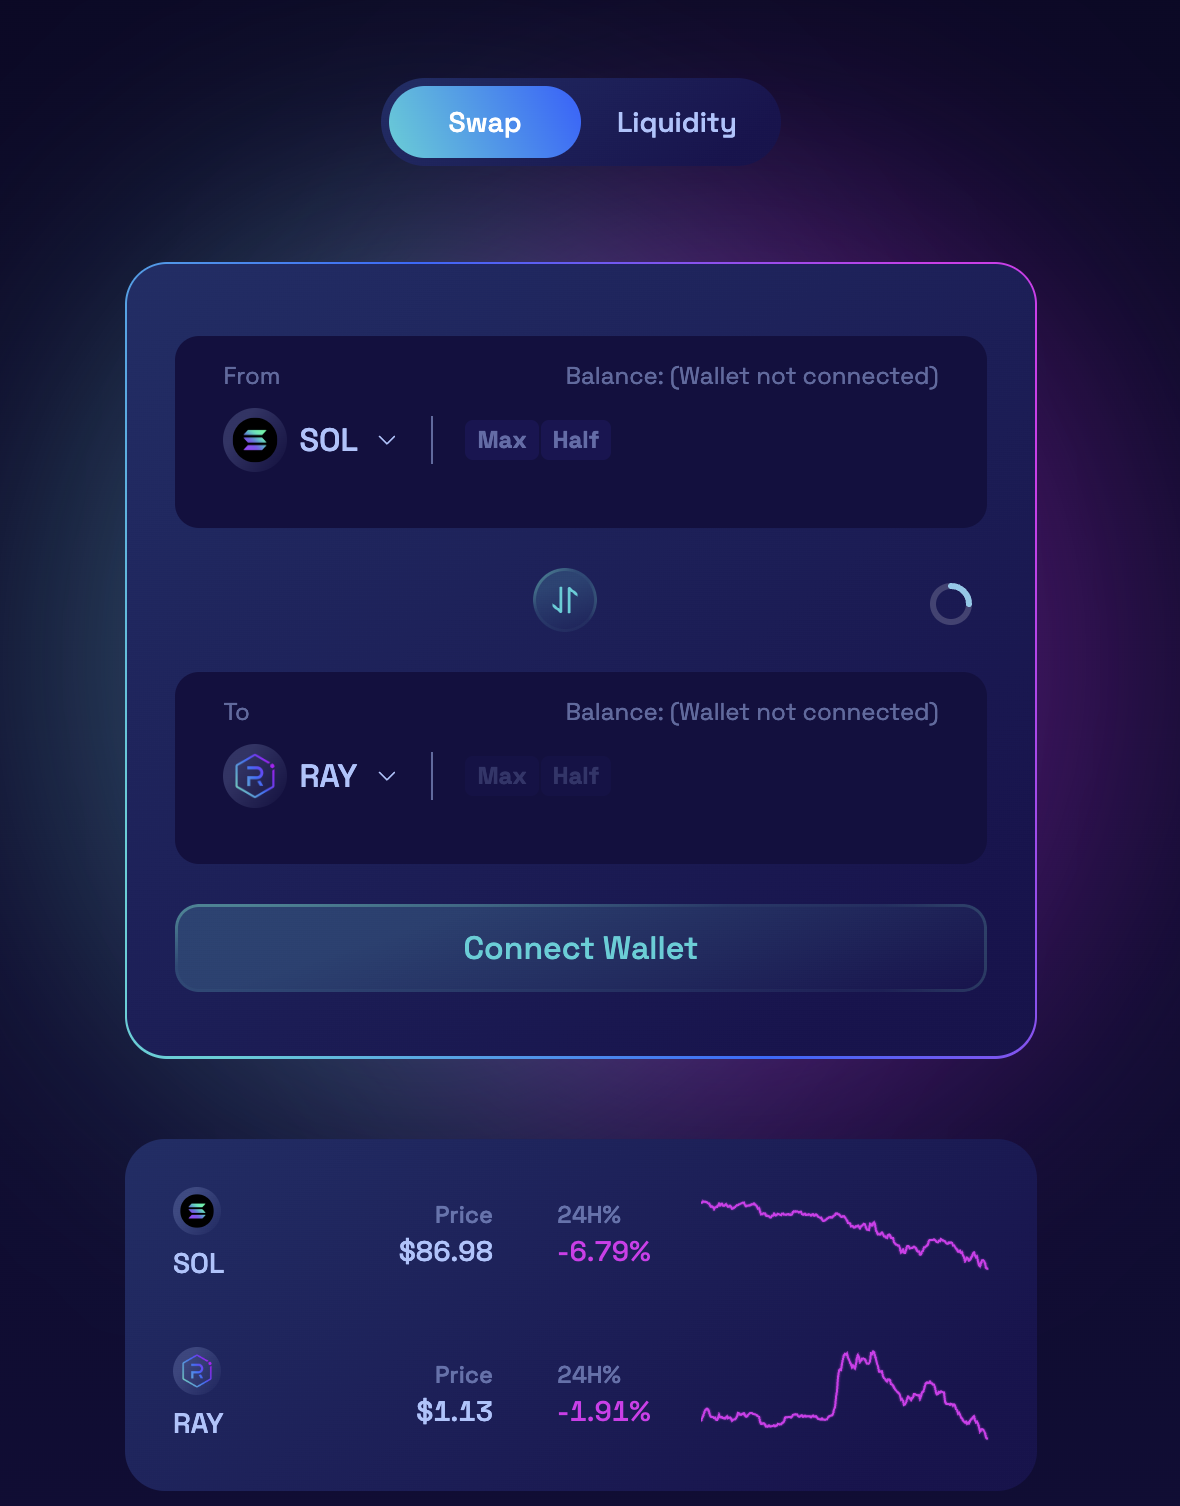 Swap Liquidity
From Balance: (Wallet not connected)
SOL Max Half
To Balance: (Wallet not connected)
RAY Max Half
Connect Wallet
Price 24H%
$86.98 -6.79%
SOL
Price 24H%
$1.13 -1.91%
RAY